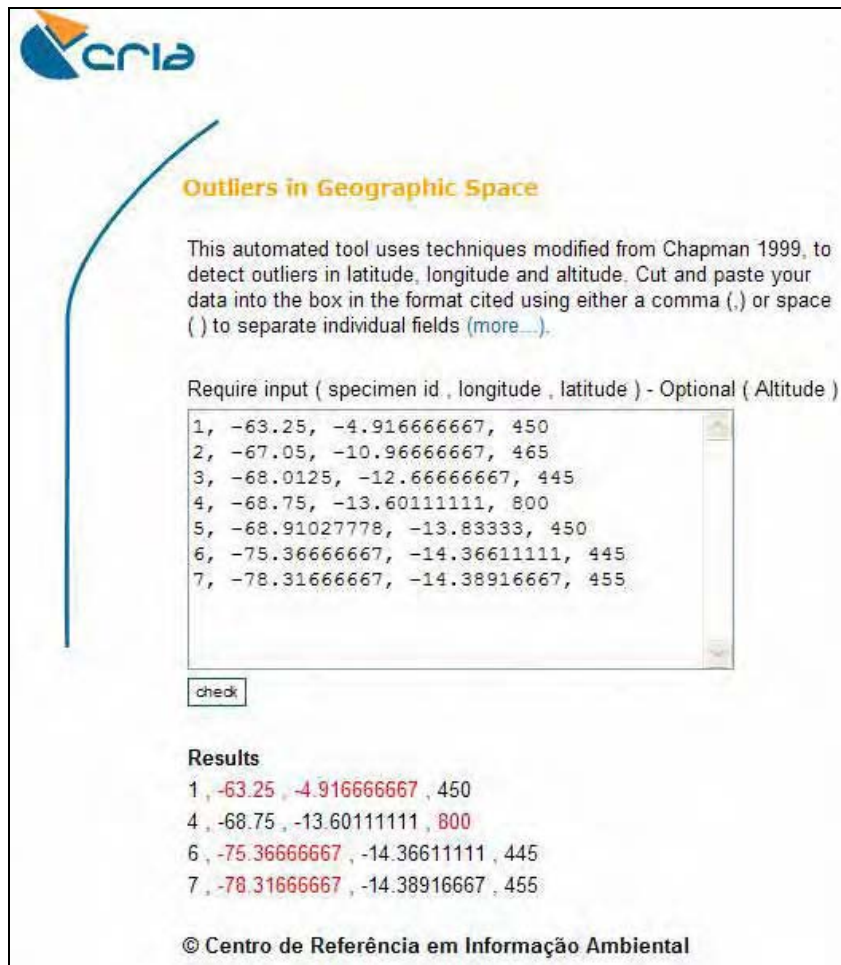 cria
Outliers in Geographic Space
This automated tool uses techniques modified from Chapman 1999, to
detect outliers in latitude, longitude and altitude. Cut and paste your
data into the box in the format cited using either a comma (,) or space
( ) to separate individual fields (more...).
Require input ( specimen id , longitude , latitude ) - Optional ( Altitude )
1, -63.25, -4.916666667, 450
2, -67.05, -10.96666667, 465
3, -68.0125, -12.66666667, 445
4, -68.75, -13.60111111, 800
5, -68.91027778, -13.83333, 450
6, -75.36666667, -14.36611111, 445
7, -78.31666667, -14.38916667, 455
check
Results
1 , -63.25 , -4.916666667 , 450
4 , -68.75 , -13.60111111 , 800
6 , -75.36666667 , -14.36611111 , 445
7 , -78.31666667 , -14.38916667 , 455
© Centro de Referência em Informação Ambiental